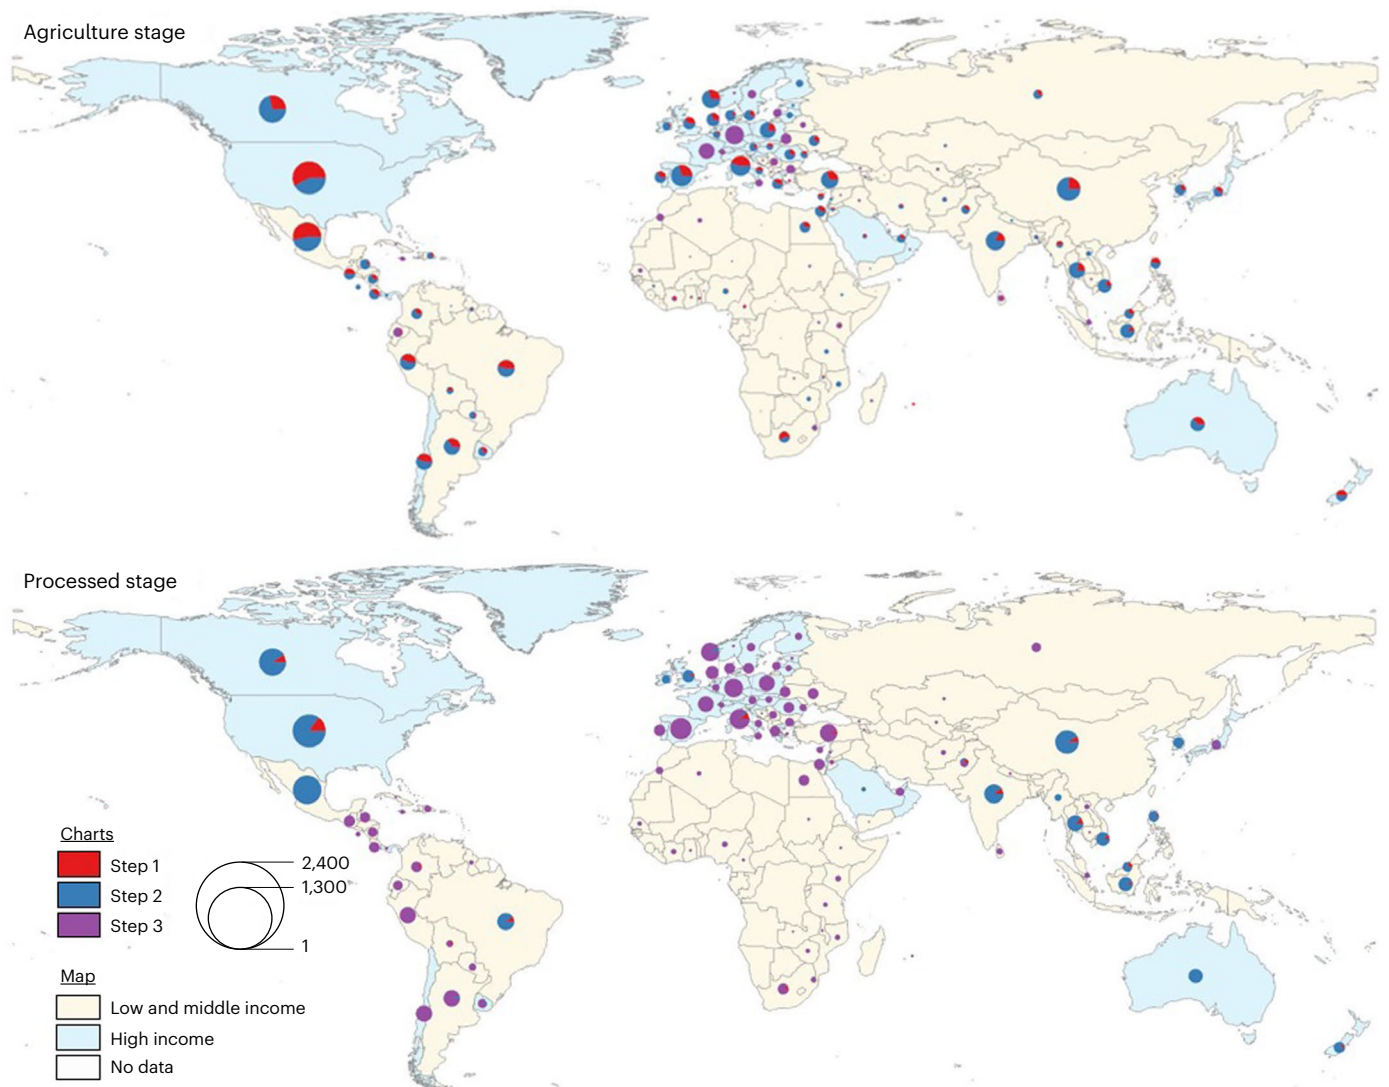 Agriculture stage
Processed stage
Charts
Step 1
Step 2
Step 3
2,400
1,300
1
Map
Low and middle income
High income
No data